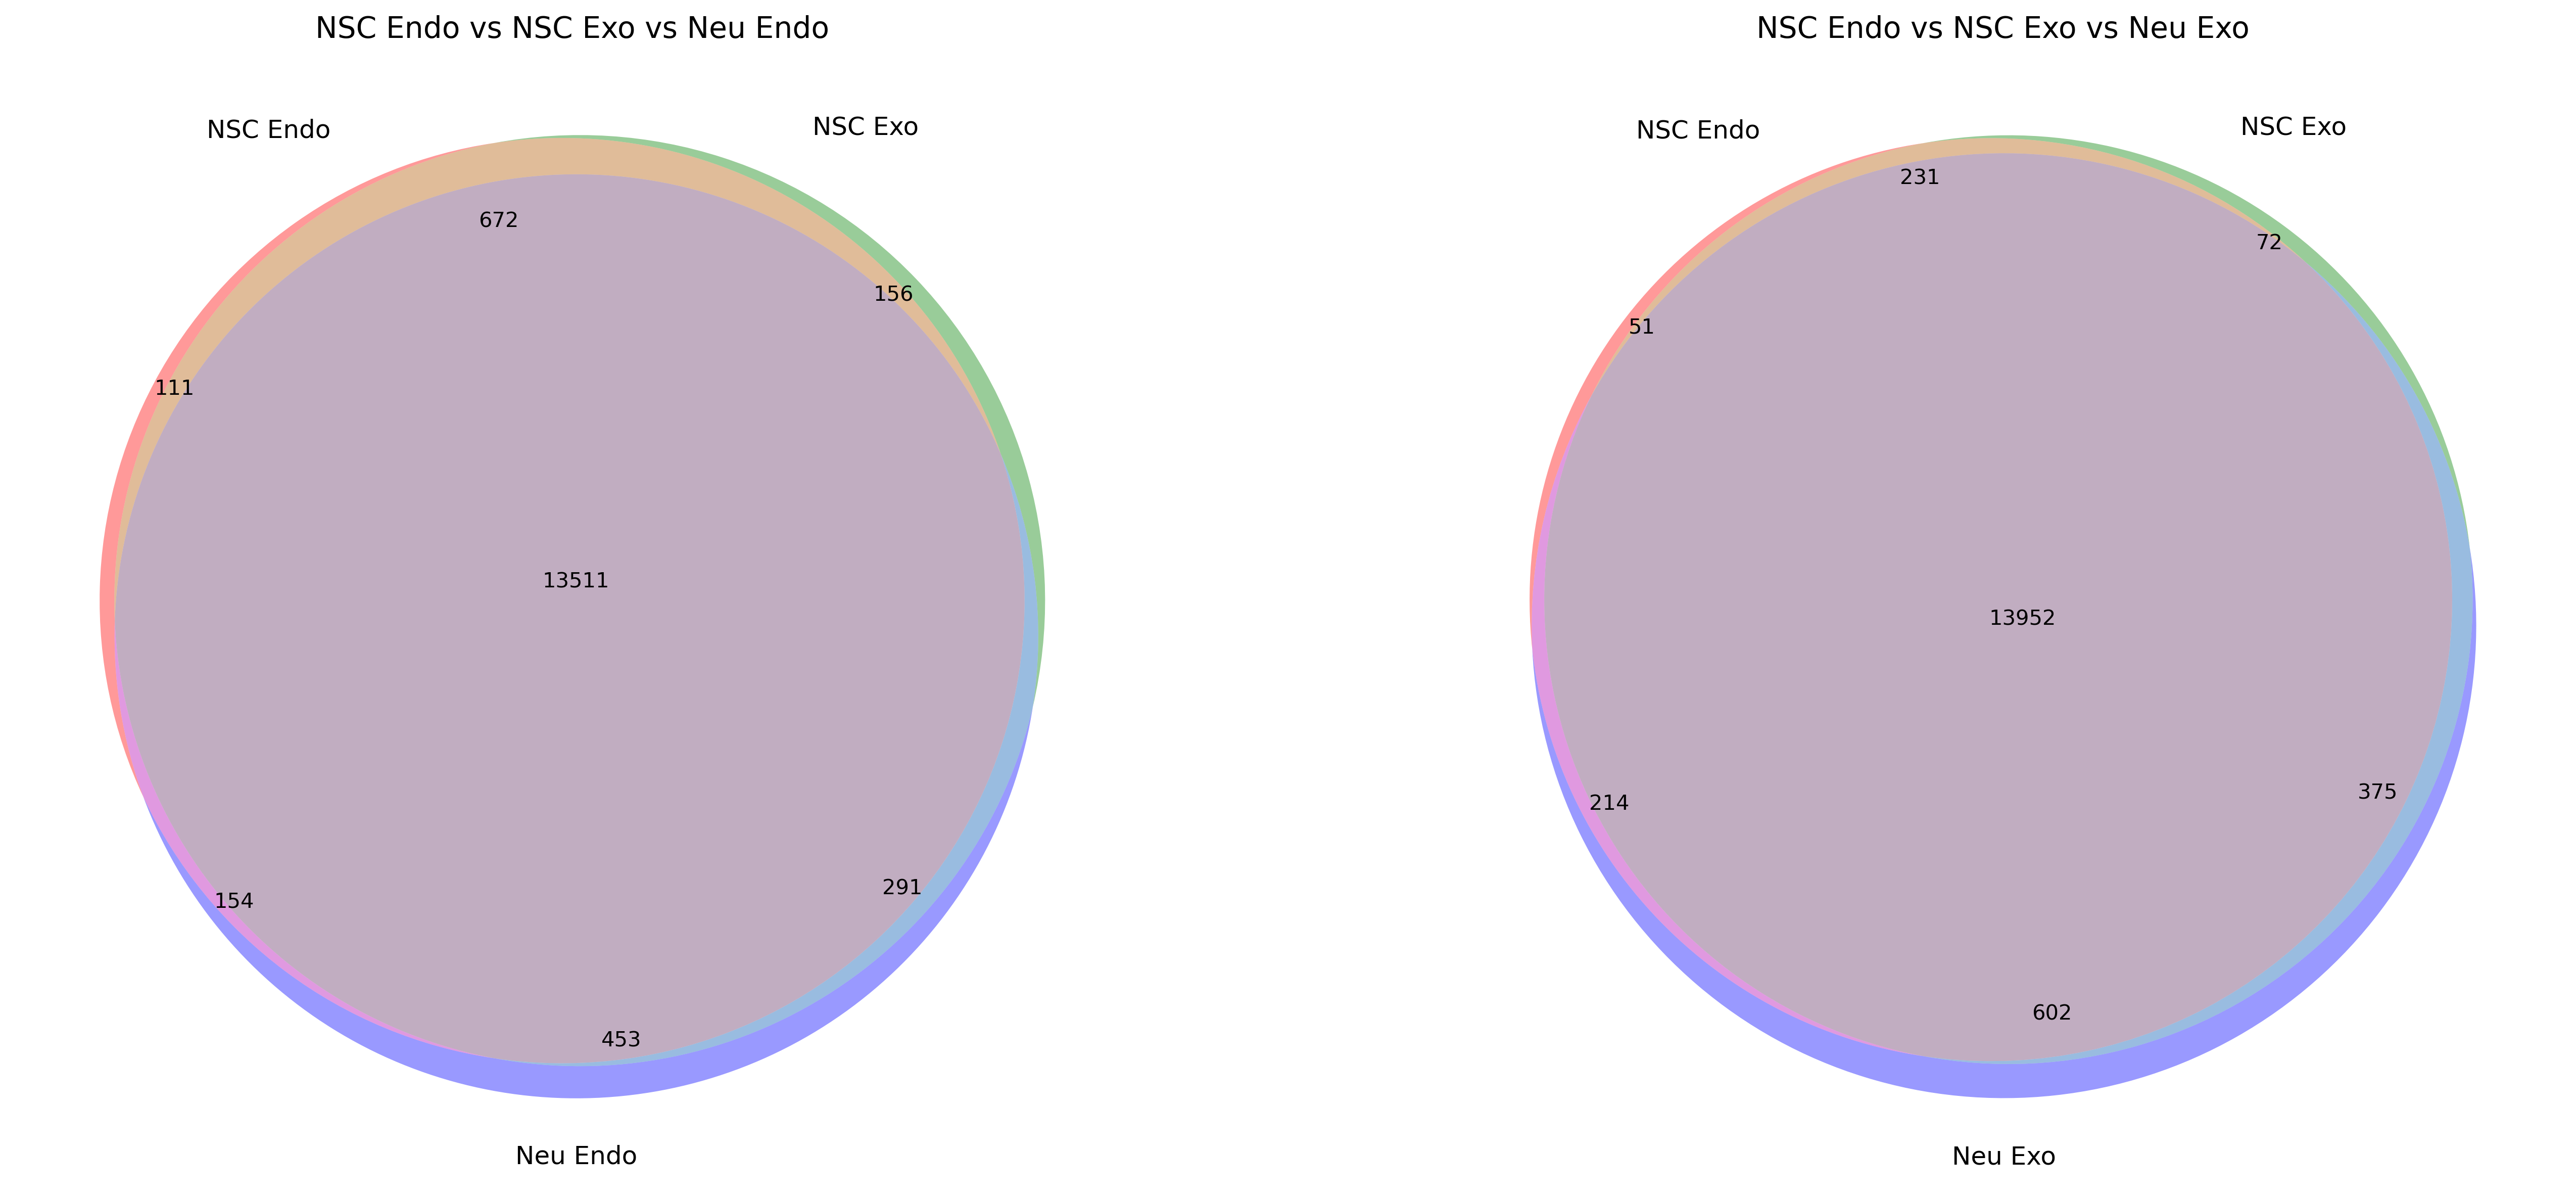 NSC Endo vs NSC Exo vs Neu Endo
NSC Endo
NSC Exo
672
156
111
13511
154
291
453
Neu Endo
NSC Endo vs NSC Exo vs Neu Exo
NSC Endo
NSC Exo
231
72
51
13952
214
375
602
Neu Exo